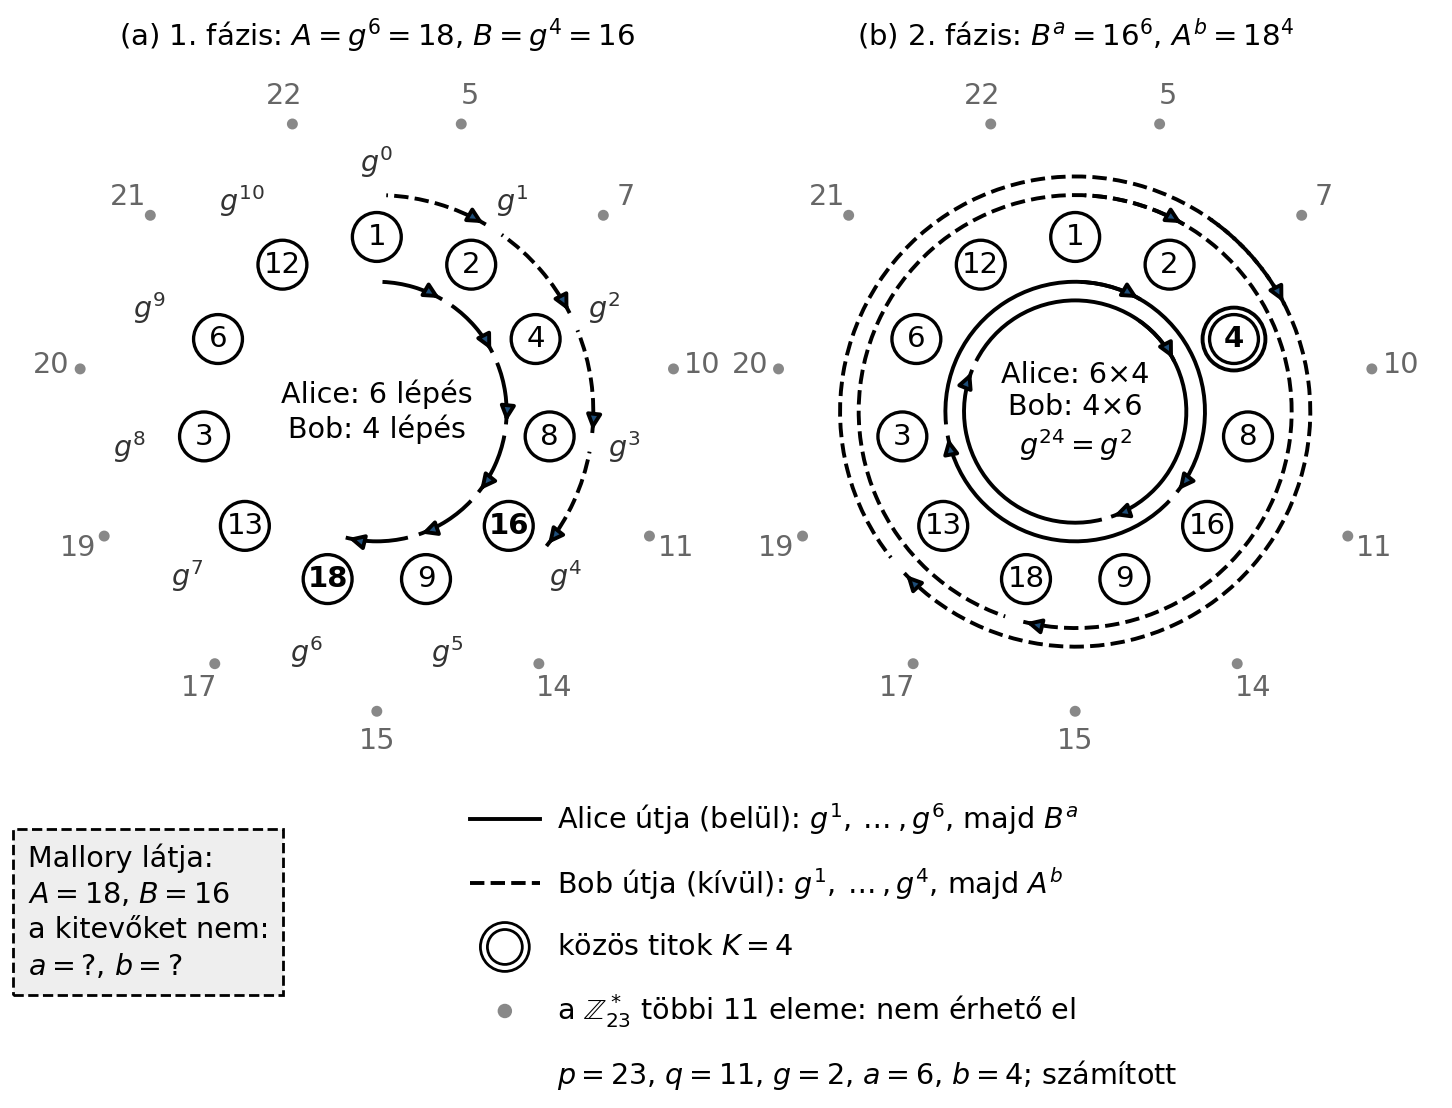 (a) 1. fázis: A = g⁶ = 18, B = g⁴ = 16
22
5
g⁰
21
g¹⁰
g¹
7
1
12
2
g⁹
g²
6
4
20
10
Alice: 6 lépés
Bob: 4 lépés
3
8
g⁸
g³
13
16
19
11
g⁷
18
9
g⁴
g⁶
g⁵
17
14
15
(b) 2. fázis: Bᵃ = 16⁶, Aᵇ = 18⁴
22
5
21
7
1
12
2
6
4
20
10
Alice: 6×4
Bob: 4×6
g²⁴ = g²
3
8
13
16
19
11
18
9
17
14
15
Mallory látja:
A = 18, B = 16
a kitevőket nem:
a = ?, b = ?
Alice útja (belül): g¹, … , g⁶, majd Bᵃ
Bob útja (kívül): g¹, … , g⁴, majd Aᵇ
közös titok K = 4
a ℤ*₂₃ többi 11 eleme: nem érhető el
p = 23, q = 11, g = 2, a = 6, b = 4; számított